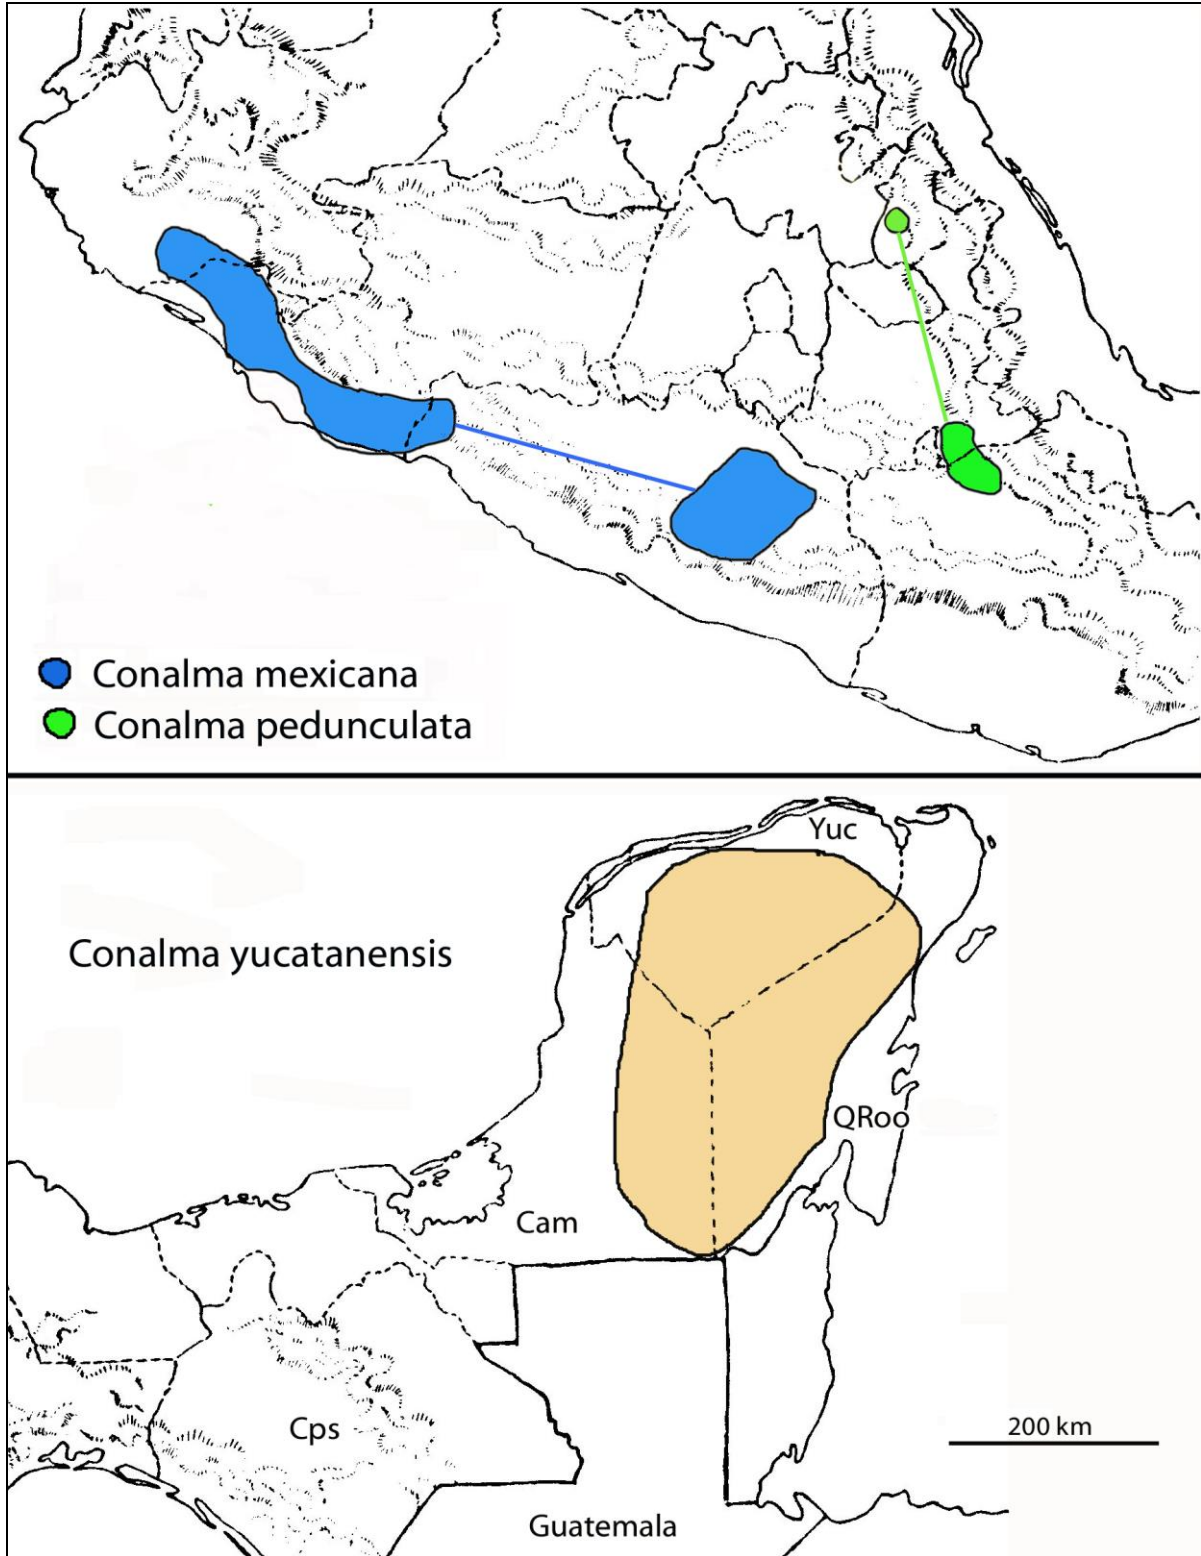 Conalma mexicana
Conalma pedunculata
Yuc
Conalma yucatanensis
QRoo
Cam
Cps
200 km
Guatemala